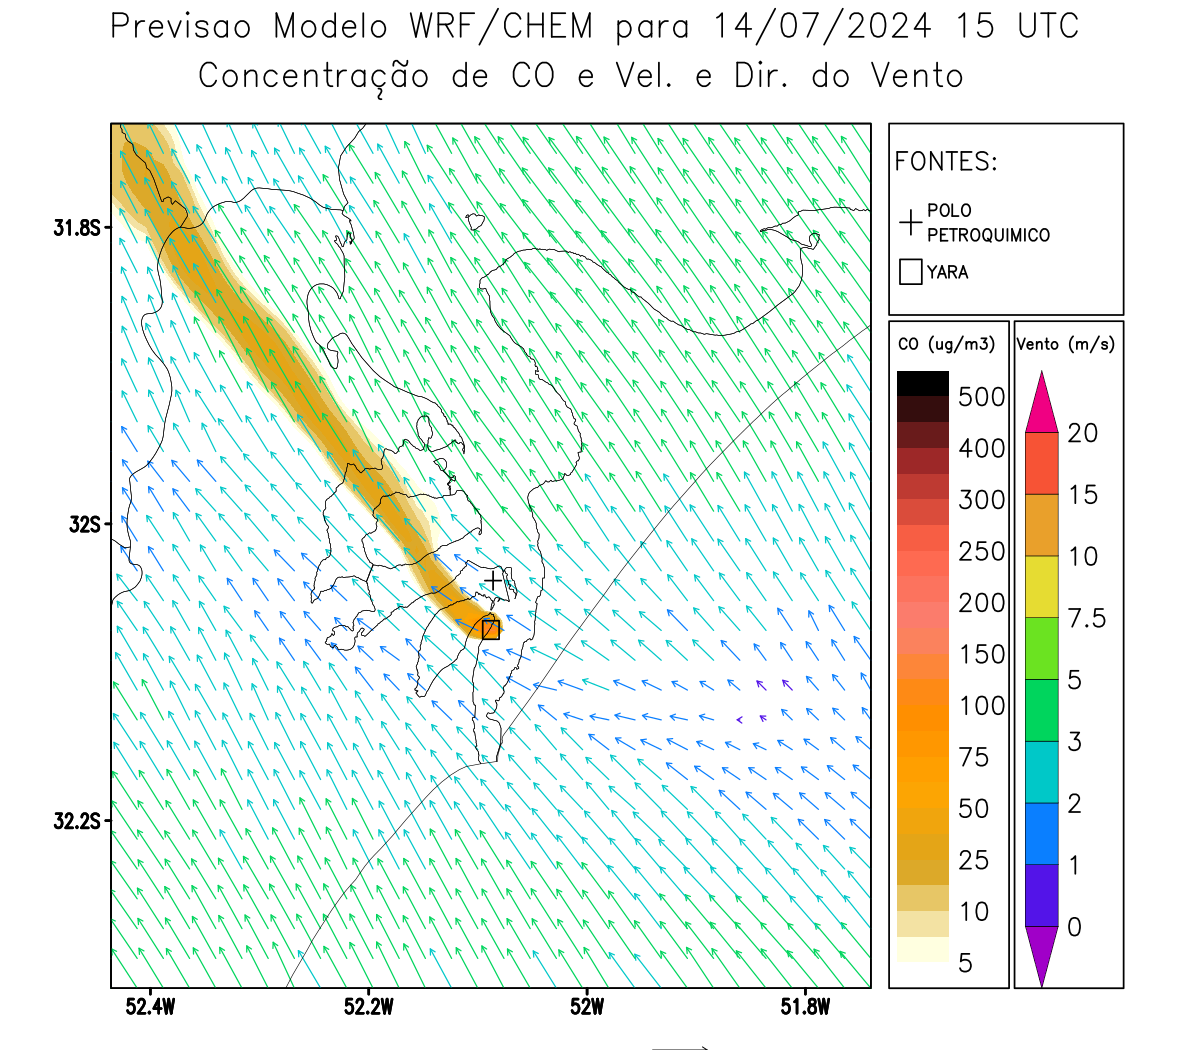 Previsao Modelo WRF/CHEM para 14/07/2024 15 UTC
Concentração de CO e Vel. e Dir. do Vento
FONTES:
POLO
PETROQUIMICO
YARA
CO (ug/m3)
500
400
300
250
200
150
100
75
50
25
10
5
Vento (m/s)
20
15
10
7.5
5
3
2
1
0
31.8S
32S
32.2S
52.4W
52.2W
52W
51.8W